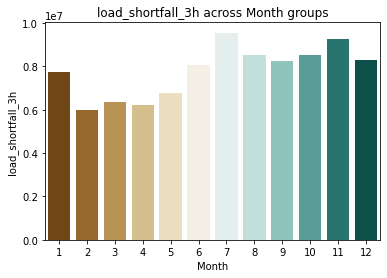 load_shortfall_3h across Month groups
1e7
1.0
0.8
0.6
0.4
0.2
0.0
load_shortfall_3h
1 2 3 4 5 6 7 8 9 10 11 12
Month